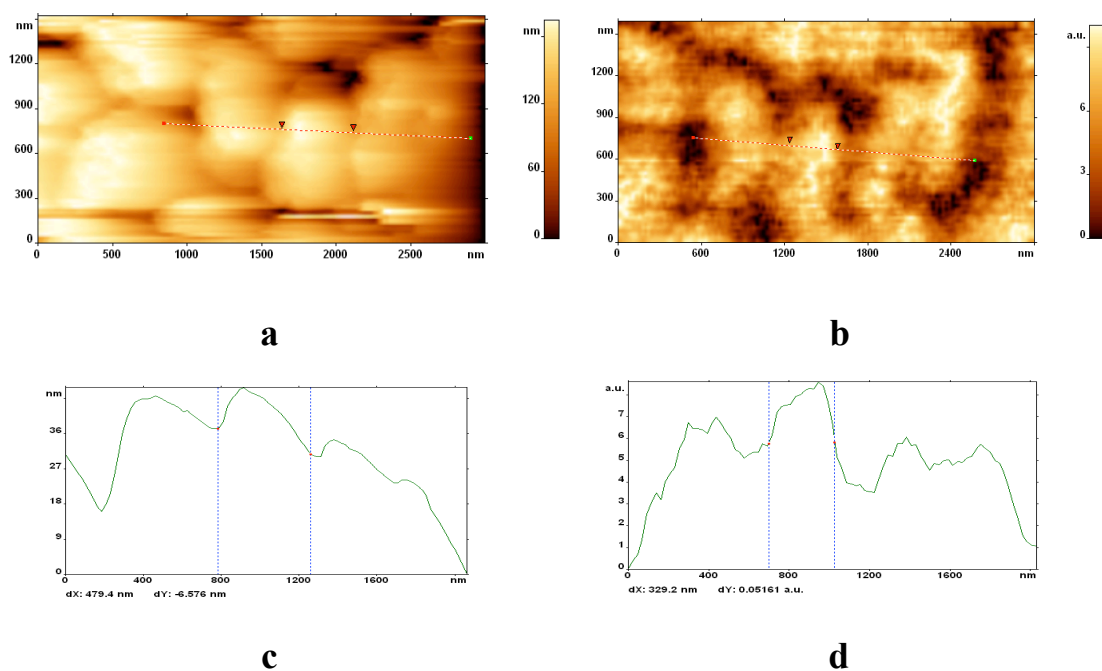 nm
1200
900
600
300
0
0 500 1000 1500 2000 2500 nm
nm
120
60
0
a
nm
1500
1200
900
600
300
0
0 600 1200 1800 2400 nm
a.u.
6
3
0
b
nm
36
27
18
9
0
0 400 800 1200 1600 nm
dX: 479.4 nm dY: -6.576 nm
c
a.u.
7
6
5
4
3
2
1
0
0 400 800 1200 1600 nm
dX: 329.2 nm dY: 0.05161 a.u.
d